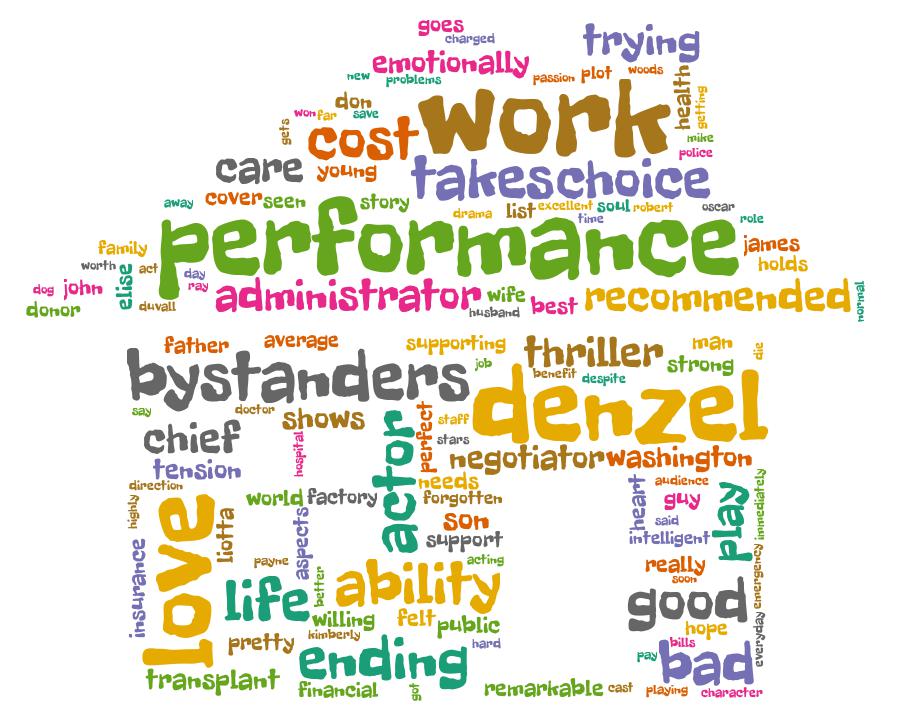 goes
charged
trying
emotionally
new
problems
passion
plot
woods
health
getting
don
won
far
save
work
gets
cost
mike
police
care
young
takeschoice
away
cover
seen
story
drama
list
excellent
soul
robert
time
oscar
role
performance
family
james
worth
act
day
holds
dog
john
elise
ray
administrator
wife
best
recommended
normal
donor
duvall
husband
father
average
supporting
thriller
man
die
bystanders
job
benefit
despite
strong
say
doctor
shows
staff
denzel
chief
hospital
actor
perfect
stars
tension
negotiator
washington
direction
needs
audience
highly
love
world
factory
forgotten
heart
guy
play
immediately
liotta
aspects
son
said
support
intelligent
insurance
payne
acting
really
soon
emergency
life
better
ability
good
willing
felt
public
hope
everyday
pretty
kimberly
hard
bills
ending
pay
bad
transplant
financial
got
remarkable
cast
playing
character